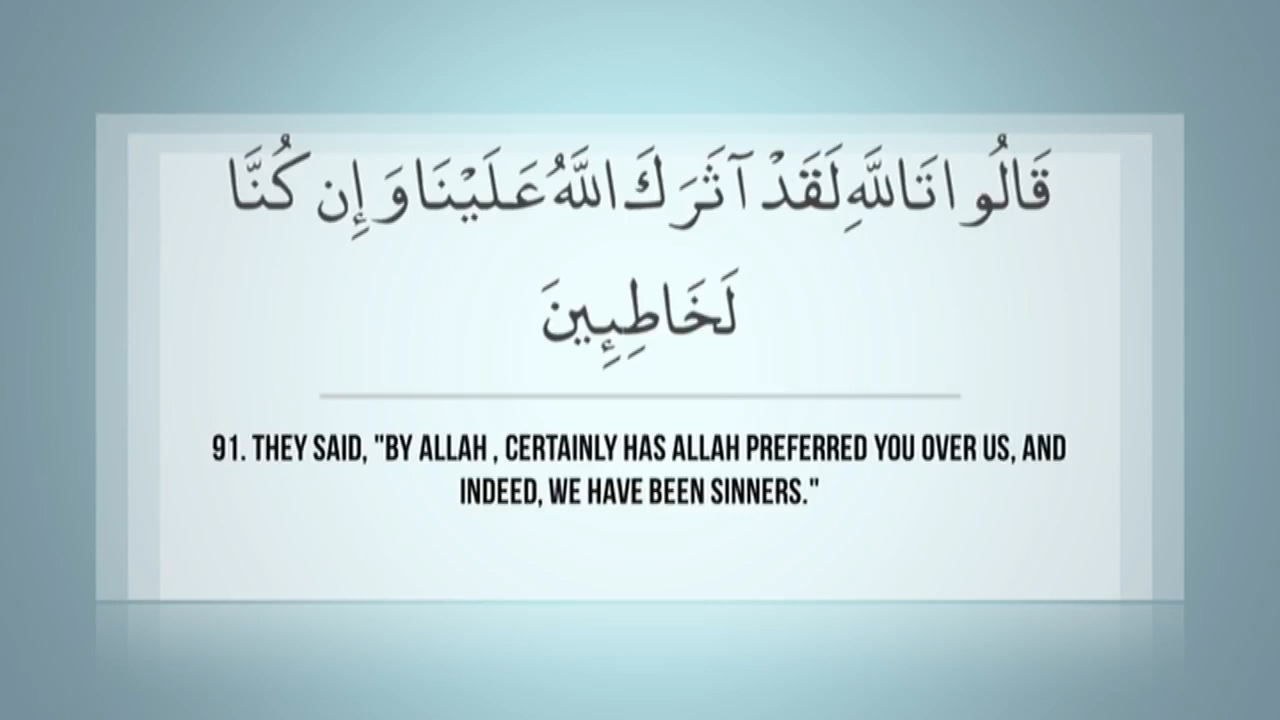 قَالُوا تَاللَّهِ لَقَدْ آثَرَكَ اللَّهُ عَلَيْنَا وَإِن كُنَّا
لَخَاطِئِينَ
91. THEY SAID, "BY ALLAH , CERTAINLY HAS ALLAH PREFERRED YOU OVER US, AND
INDEED, WE HAVE BEEN SINNERS."